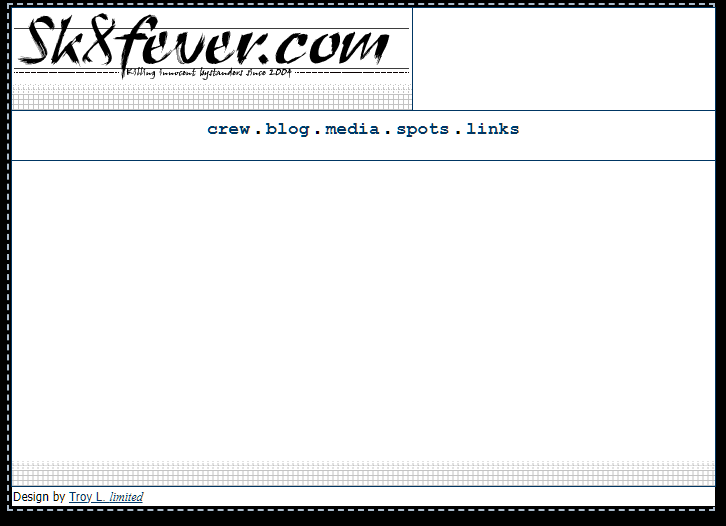 Sk8fever.com
Killing innocent bystanders since 2004
crew . blog . media . spots . links
Design by Troy L. limited